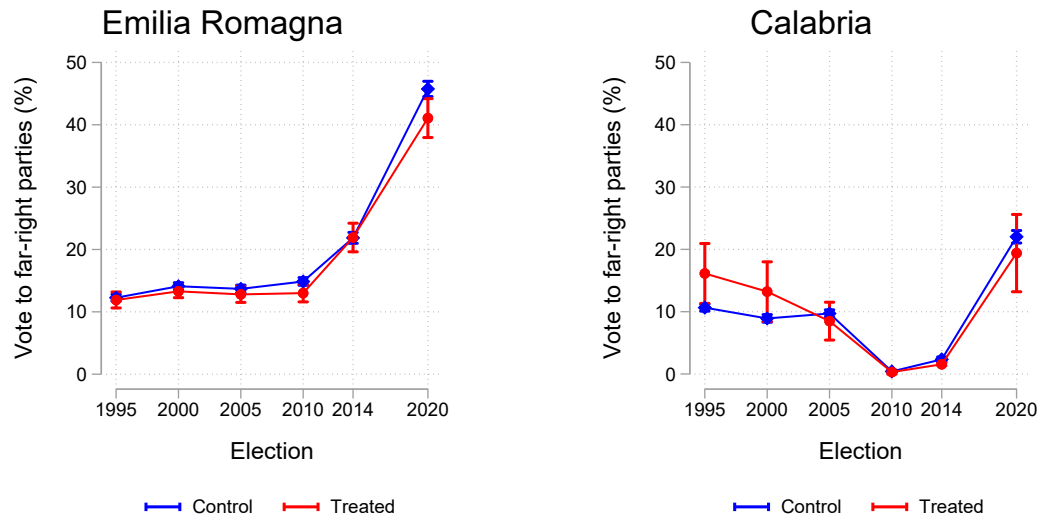 Emilia Romagna
Vote to far-right parties (%)
50
40
30
20
10
0
1995 2000 2005 2010 2014 2020
Election
Control Treated
Calabria
Vote to far-right parties (%)
50
40
30
20
10
0
1995 2000 2005 2010 2014 2020
Election
Control Treated